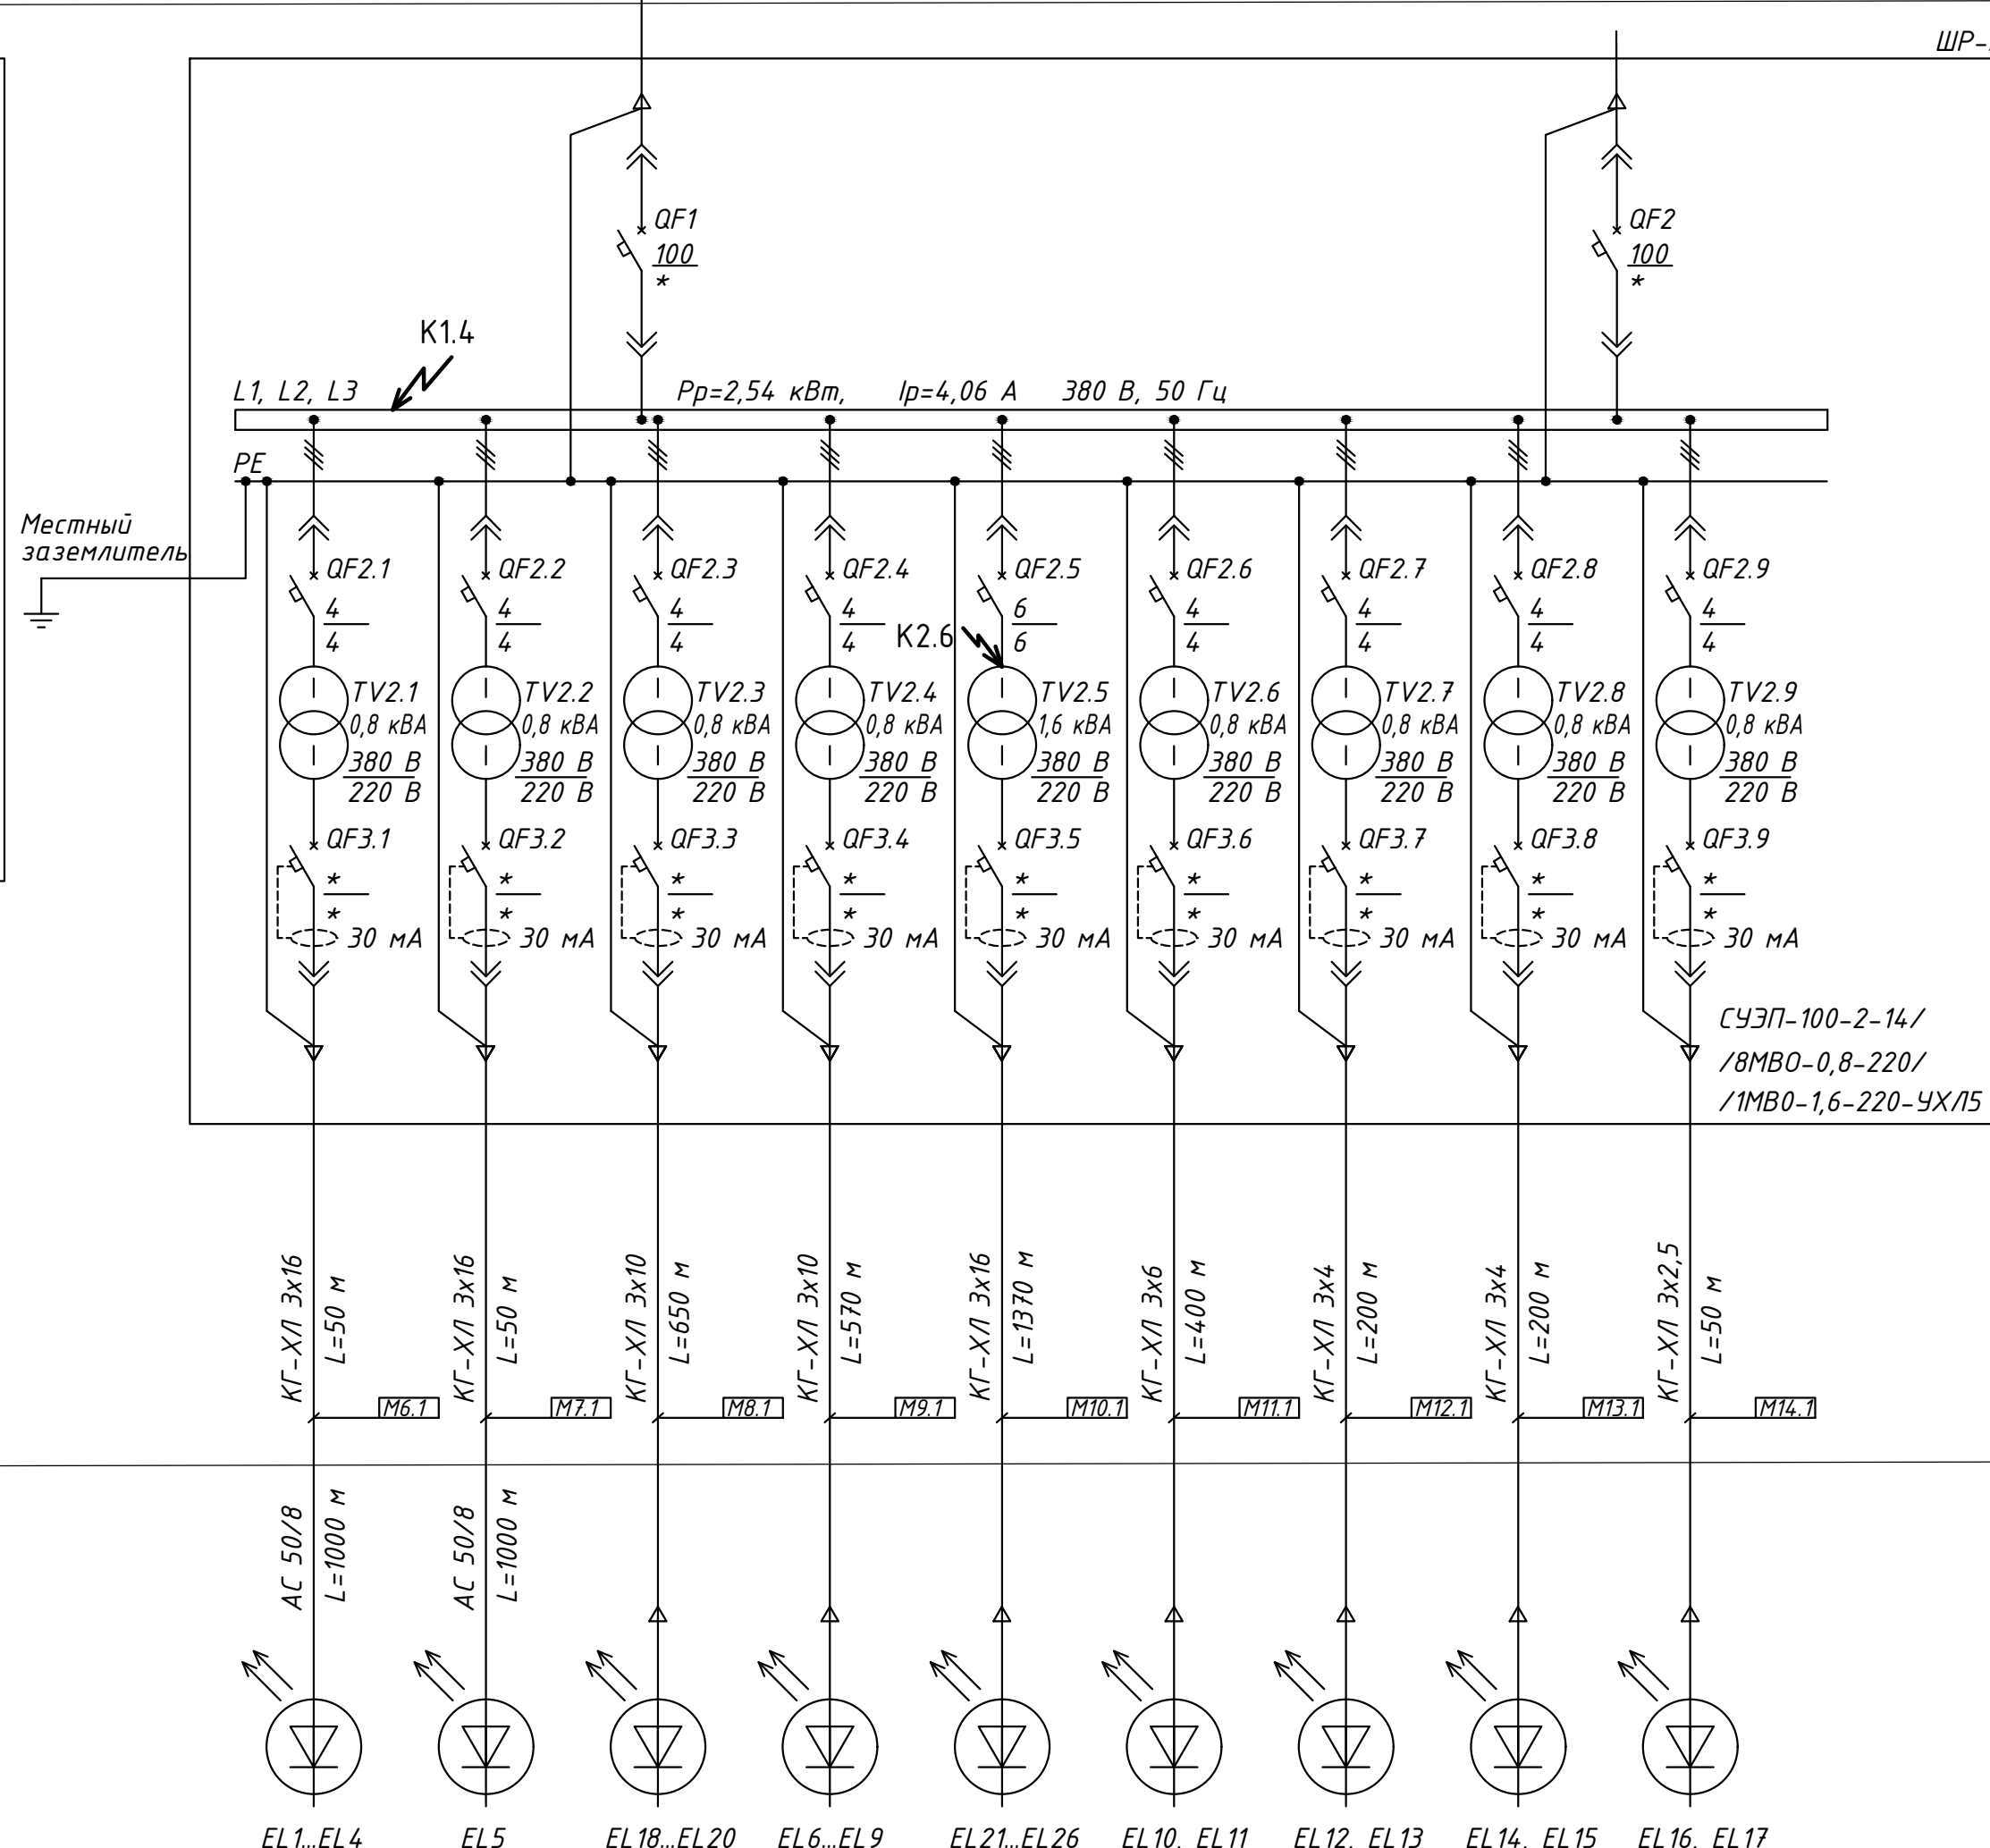 ШР-
QF1
100
*
QF2
100
*
К1.4
L1, L2, L3 Рр=2,54 кВт, Iр=4,06 А 380 В, 50 Гц
PE
Местный
заземлитель
QF2.1 QF2.2 QF2.3 QF2.4 QF2.5 QF2.6 QF2.7 QF2.8 QF2.9
4 4 4 4 6 4 4 4 4
4 4 4 4 6 4 4 4 4
К2.6
TV2.1 TV2.2 TV2.3 TV2.4 TV2.5 TV2.6 TV2.7 TV2.8 TV2.9
0,8 кВА 0,8 кВА 0,8 кВА 0,8 кВА 1,6 кВА 0,8 кВА 0,8 кВА 0,8 кВА 0,8 кВА
380 В 380 В 380 В 380 В 380 В 380 В 380 В 380 В 380 В
220 В 220 В 220 В 220 В 220 В 220 В 220 В 220 В 220 В
QF3.1 QF3.2 QF3.3 QF3.4 QF3.5 QF3.6 QF3.7 QF3.8 QF3.9
* * * * * * * * *
* * * * * * * * *
30 мА 30 мА 30 мА 30 мА 30 мА 30 мА 30 мА 30 мА 30 мА
СУЭП-100-2-14/
/8МВО-0,8-220/
/1МВ0-1,6-220-УХЛ5
КГ-ХЛ 3х16
L=50 м
КГ-ХЛ 3х16
L=50 м
КГ-ХЛ 3х10
L=650 м
КГ-ХЛ 3х10
L=570 м
КГ-ХЛ 3х16
L=1370 м
КГ-ХЛ 3х6
L=400 м
КГ-ХЛ 3х4
L=200 м
КГ-ХЛ 3х4
L=200 м
КГ-ХЛ 3х2,5
L=50 м
М6.1 М7.1 М8.1 М9.1 М10.1 М11.1 М12.1 М13.1 М14.1
АС 50/8
L=1000 м
АС 50/8
L=1000 м
EL1...EL4 EL5 EL18...EL20 EL6...EL9 EL21...EL26 EL10, EL11 EL12, EL13 EL14, EL15 EL16, EL17